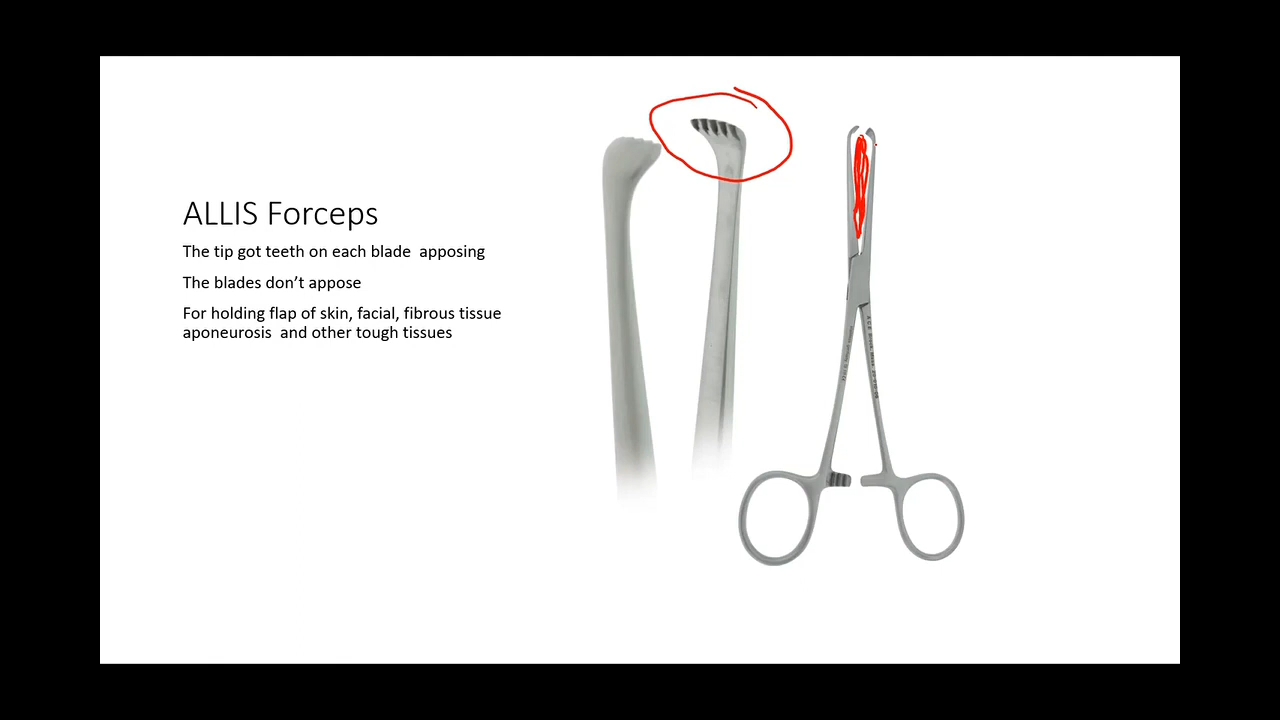 ALLIS Forceps
The tip got teeth on each blade  apposing
The blades don’t appose
For holding flap of skin, facial, fibrous tissue
aponeurosis  and other tough tissues